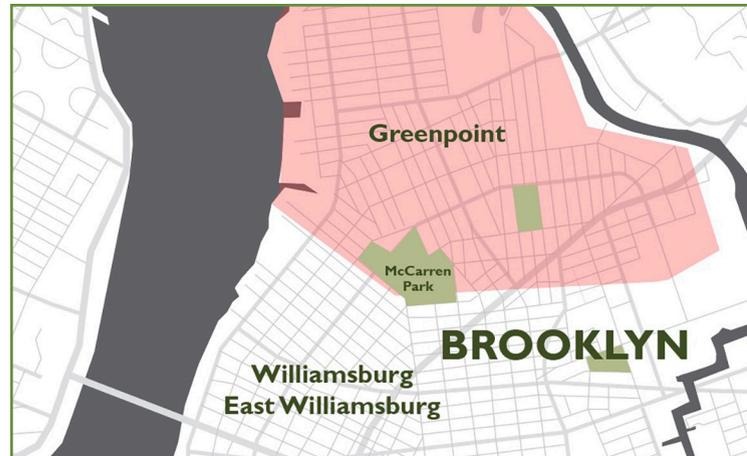 Greenpoint
McCarren
Park
BROOKLYN
Williamsburg
East Williamsburg